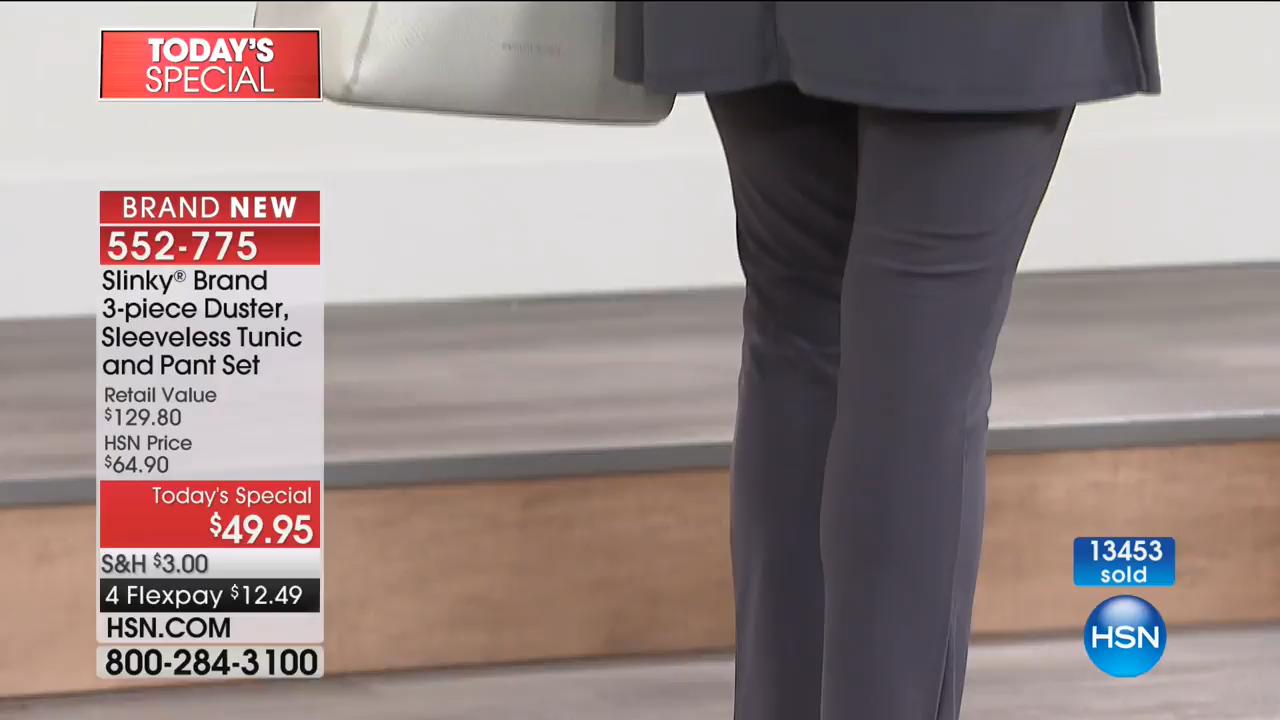 TODAY'S
SPECIAL
BRAND NEW
552-775
Slinky® Brand
3-piece Duster,
Sleeveless Tunic
and Pant Set
Retail Value
$129.80
HSN Price
$64.90
Today's Special
$49.95
S&H $3.00
4 Flexpay $12.49
HSN.COM
800-284-3100
13453
sold
HSN